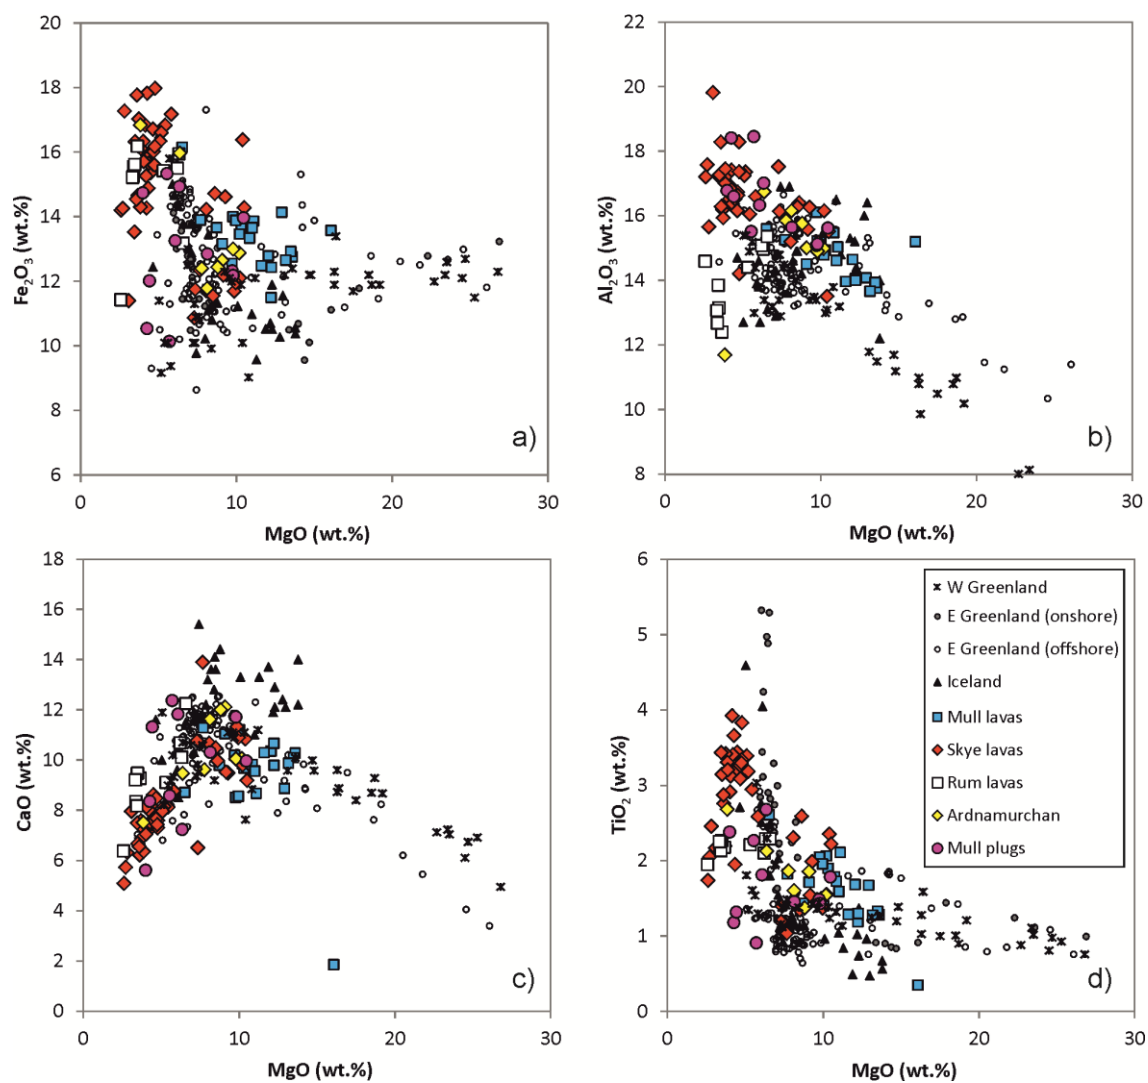 20
18
16
14
12
10
8
6
0
10
20
30
Fe₂O₃ (wt.%)
MgO (wt.%)
a)
22
20
18
16
14
12
10
8
0
10
20
30
Al₂O₃ (wt.%)
MgO (wt.%)
b)
18
16
14
12
10
8
6
4
2
0
0
10
20
30
CaO (wt.%)
MgO (wt.%)
c)
6
5
4
3
2
1
0
0
10
20
30
TiO₂ (wt.%)
MgO (wt.%)
W Greenland
E Greenland (onshore)
E Greenland (offshore)
Iceland
Mull lavas
Skye lavas
Rum lavas
Ardnamurchan
Mull plugs
d)